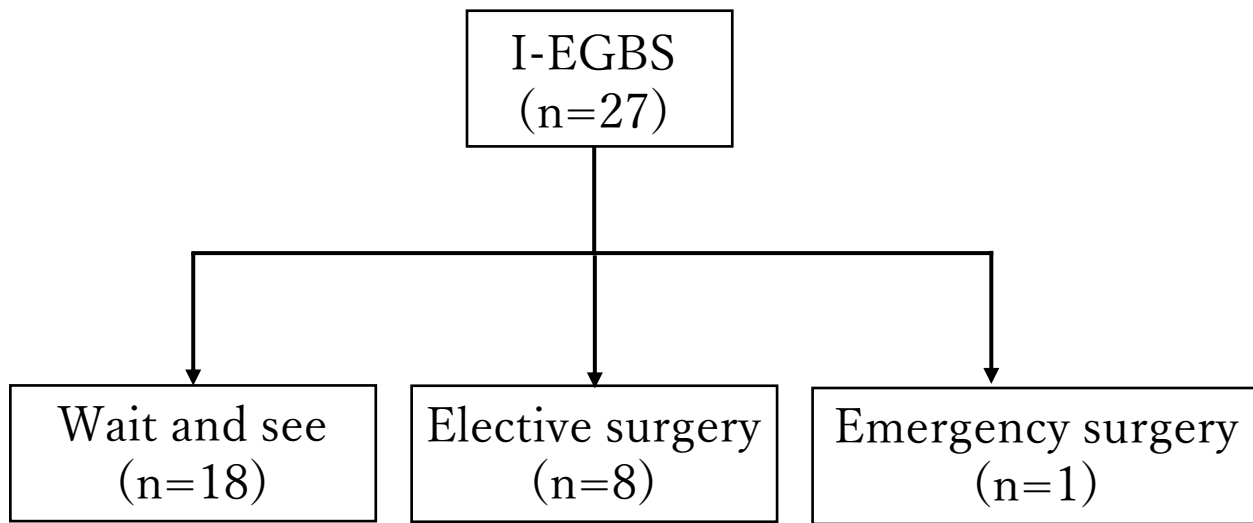 I-EGBS
(n=27)
Wait and see
(n=18)
Elective surgery
(n=8)
Emergency surgery
(n=1)